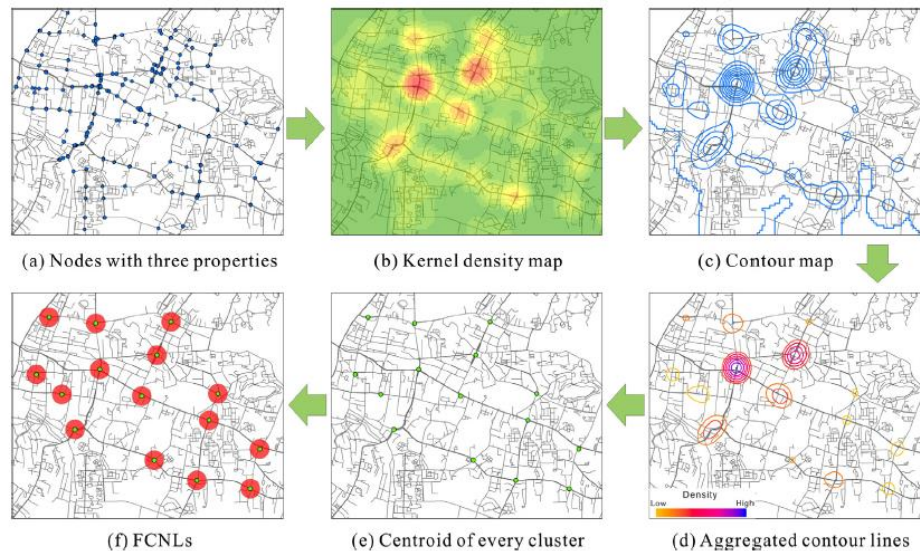 (a) Nodes with three properties
(b) Kernel density map
(c) Contour map
Density
Low
High
(f) FCNLs
(e) Centroid of every cluster
(d) Aggregated contour lines